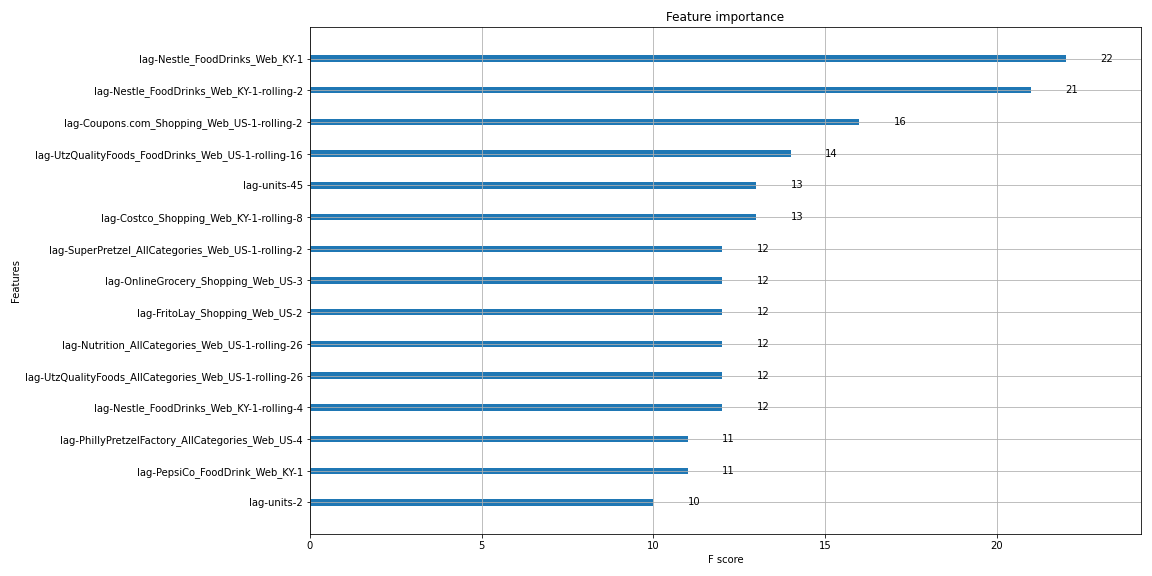 Feature importance
lag-Nestle_FoodDrinks_Web_KY-1
22
lag-Nestle_FoodDrinks_Web_KY-1-rolling-2
21
lag-Coupons.com_Shopping_Web_US-1-rolling-2
16
lag-UtzQualityFoods_FoodDrinks_Web_US-1-rolling-16
14
lag-units-45
13
lag-Costco_Shopping_Web_KY-1-rolling-8
13
lag-SuperPretzel_AllCategories_Web_US-1-rolling-2
12
lag-OnlineGrocery_Shopping_Web_US-3
12
lag-FritoLay_Shopping_Web_US-2
12
lag-Nutrition_AllCategories_Web_US-1-rolling-26
12
lag-UtzQualityFoods_AllCategories_Web_US-1-rolling-26
12
lag-Nestle_FoodDrinks_Web_KY-1-rolling-4
12
lag-PhillyPretzelFactory_AllCategories_Web_US-4
11
lag-PepsiCo_FoodDrink_Web_KY-1
11
lag-units-2
10
Features
0 5 10 15 20
F score